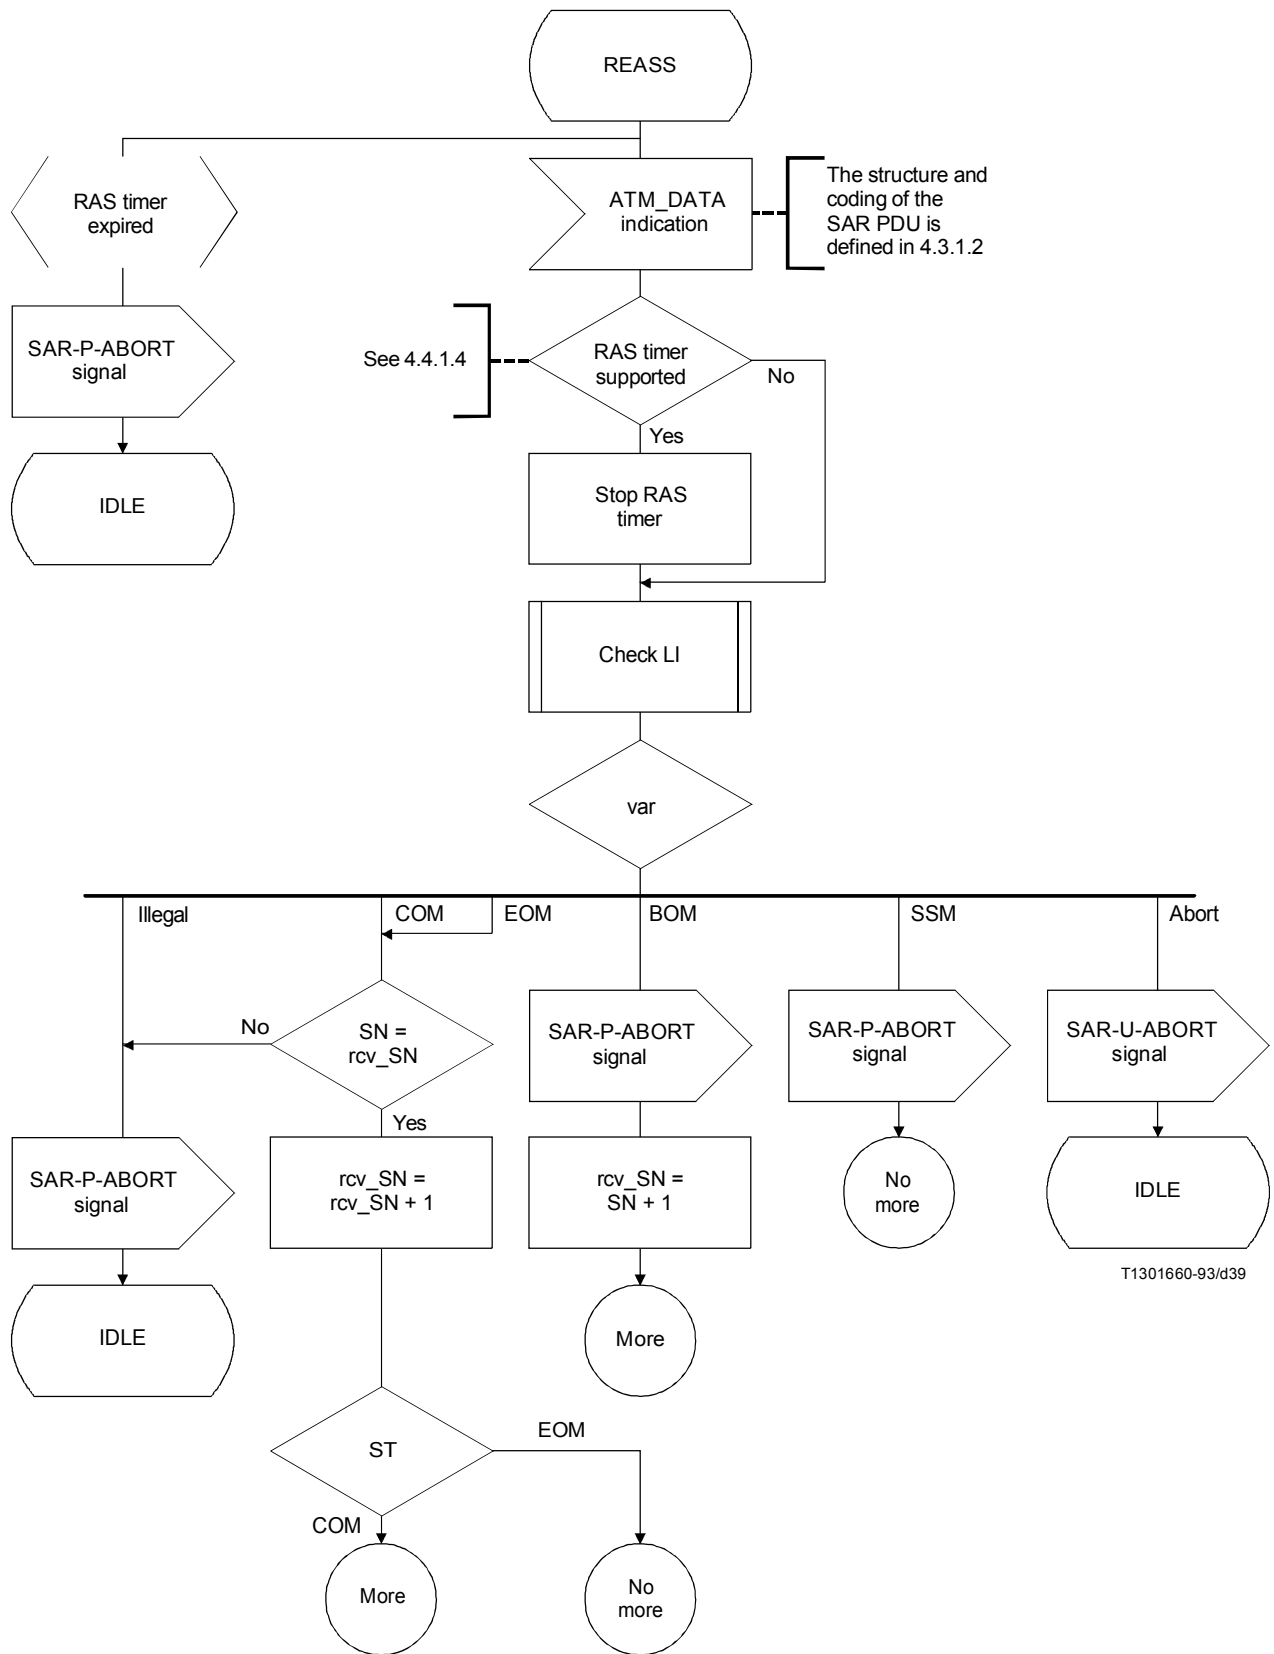 REASS
RAS timer
expired
ATM_DATA
indication
The structure and
coding of the
SAR PDU is
defined in 4.3.1.2
SAR-P-ABORT
signal
See 4.4.1.4
RAS timer
supported
No
Yes
IDLE
Stop RAS
timer
Check LI
var
Illegal
COM
EOM
BOM
SSM
Abort
No
SN =
rcv_SN
SAR-P-ABORT
signal
SAR-P-ABORT
signal
SAR-U-ABORT
signal
Yes
SAR-P-ABORT
signal
rcv_SN =
rcv_SN + 1
rcv_SN =
SN + 1
No
more
IDLE
T1301660-93/d39
IDLE
More
ST
EOM
COM
More
No
more